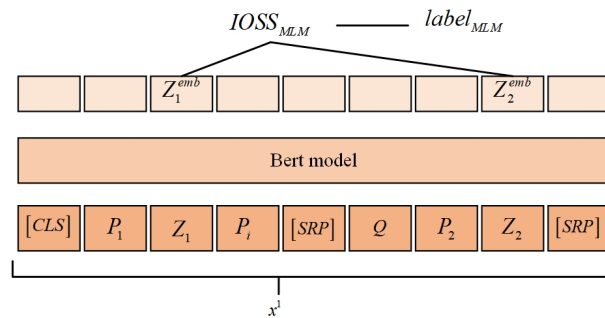 IOSS_MLM label_MLM
Z_1^emb Z_2^emb
Bert model
[CLS] P_1 Z_1 P_i [SRP] Q P_2 Z_2 [SRP]
x^1